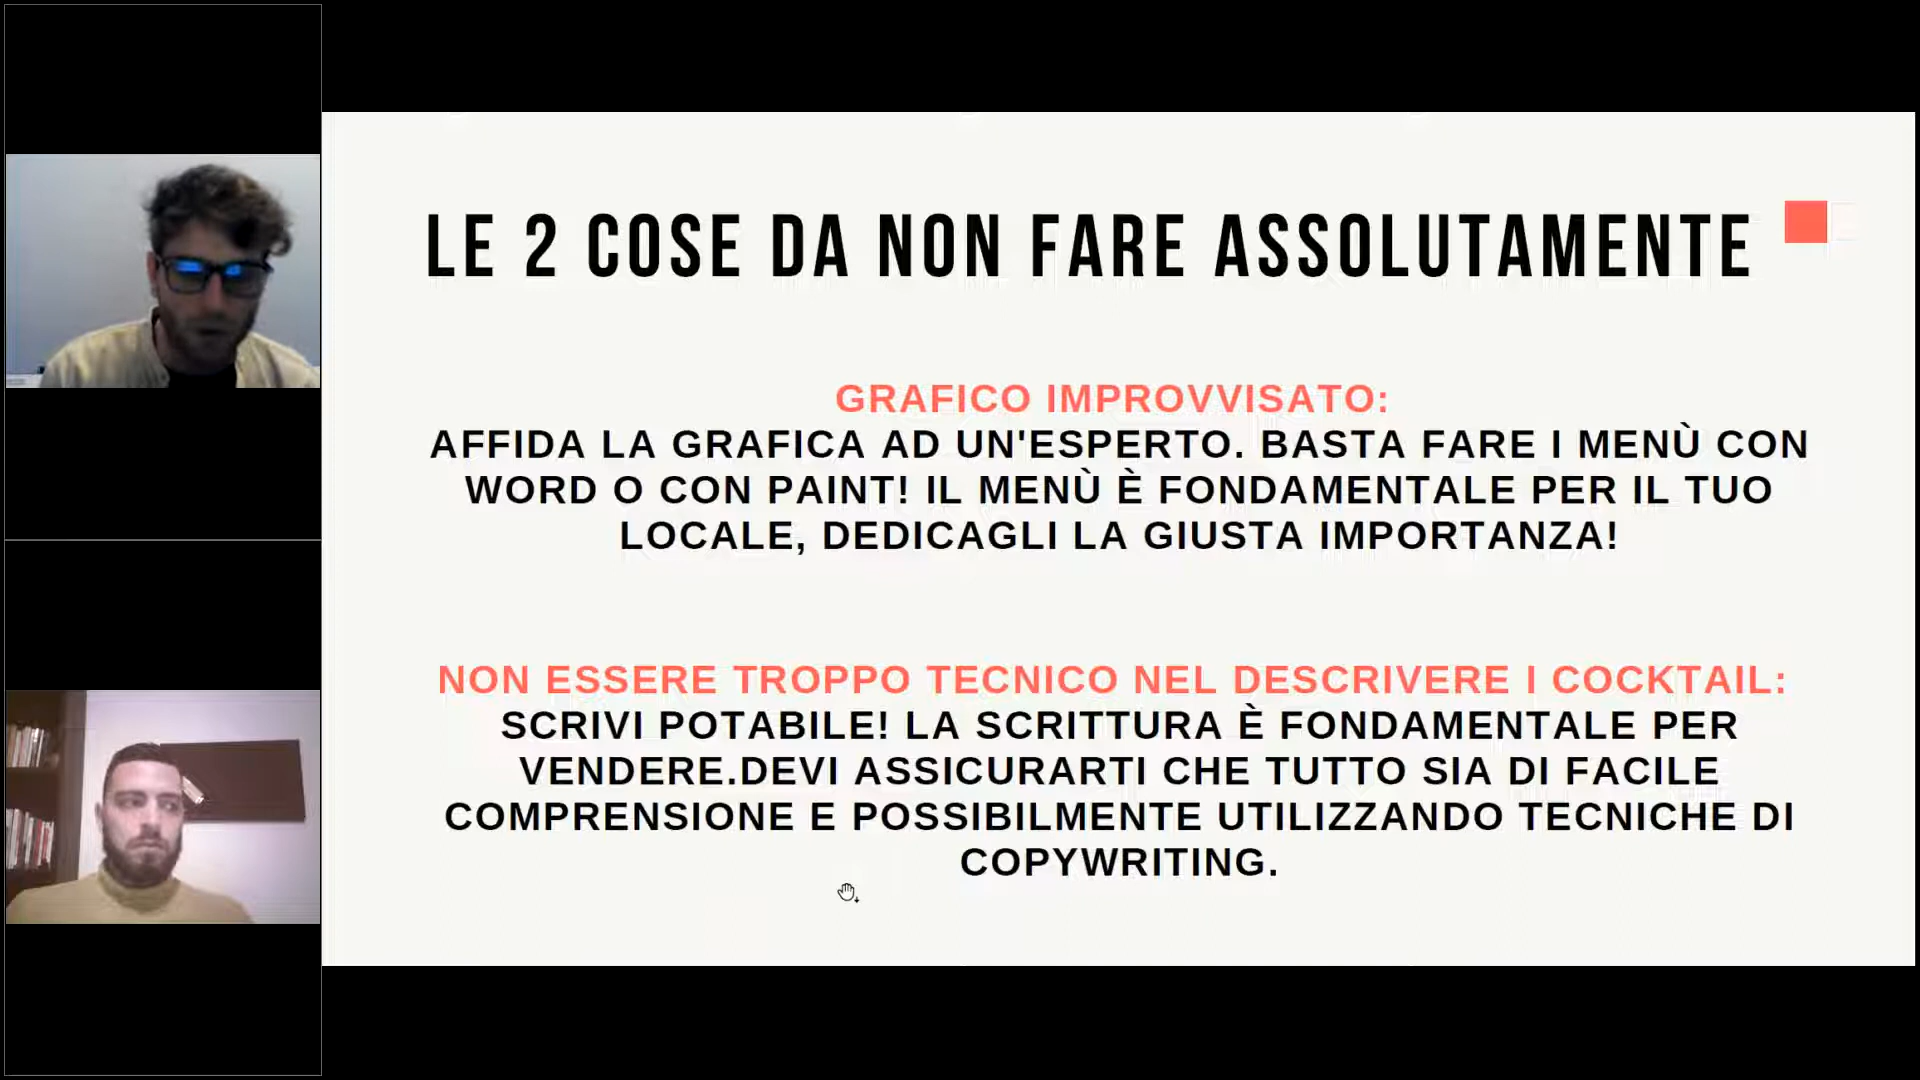 LE 2 COSE DA NON FARE ASSOLUTAMENTE
GRAFICO IMPROVVISATO:
AFFIDA LA GRAFICA AD UN'ESPERTO. BASTA FARE I MENÙ CON
WORD O CON PAINT! IL MENÙ È FONDAMENTALE PER IL TUO
LOCALE, DEDICAGLI LA GIUSTA IMPORTANZA!
NON ESSERE TROPPO TECNICO NEL DESCRIVERE I COCKTAIL:
SCRIVI POTABILE! LA SCRITTURA È FONDAMENTALE PER
VENDERE.DEVI ASSICURARTI CHE TUTTO SIA DI FACILE
COMPRENSIONE E POSSIBILMENTE UTILIZZANDO TECNICHE DI
COPYWRITING.